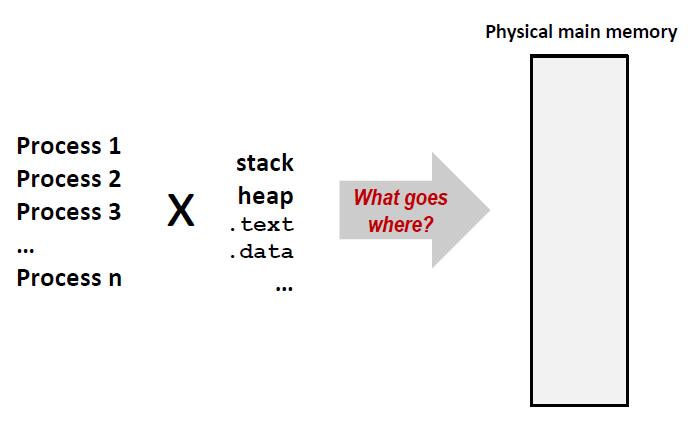 Physical main memory
Process 1
Process 2
Process 3
...
Process n
X
stack
heap
.text
.data
...
What goes
where?